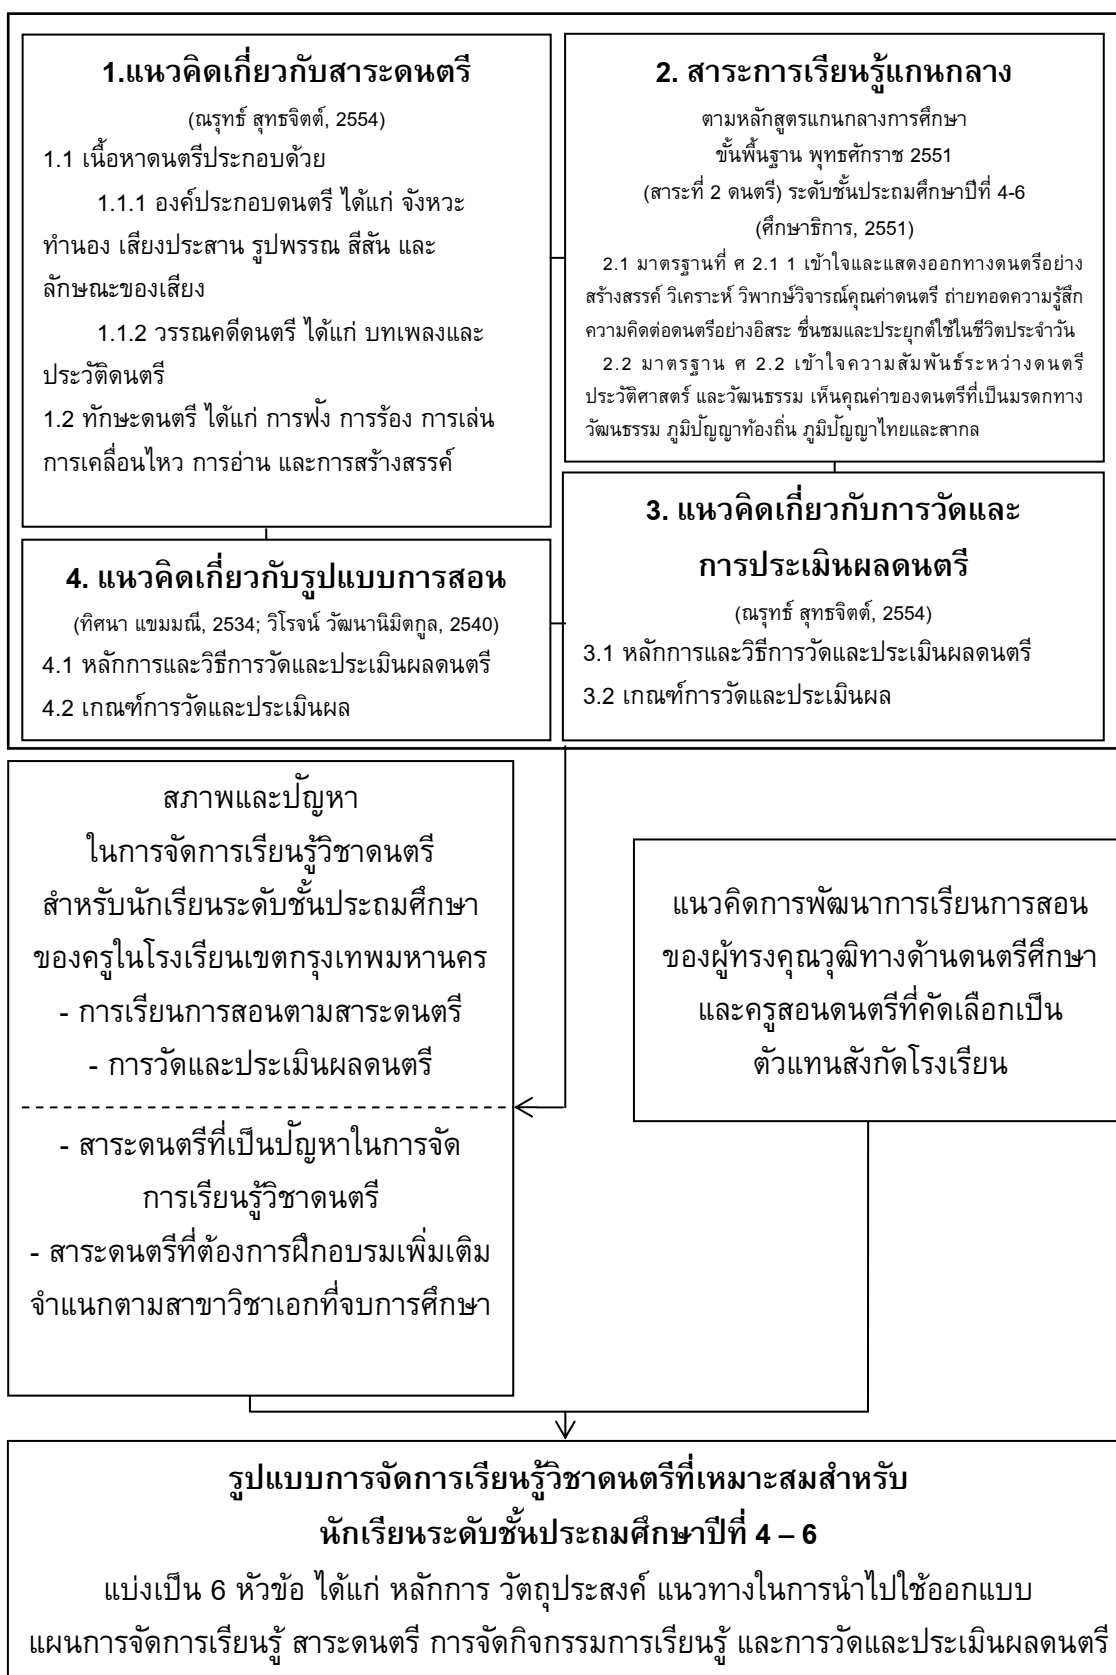 1.แนวคิดเกี่ยวกับสาระดนตรี
(ณรุทธ์ สุทธจิตต์, 2554)
1.1 เนื้อหาดนตรีประกอบด้วย
1.1.1 องค์ประกอบดนตรี ได้แก่ จังหวะ
ทำนอง เสียงประสาน รูปพรรณ สีสัน และ
ลักษณะของเสียง
1.1.2 วรรณคดีดนตรี ได้แก่ บทเพลงและ
ประวัติดนตรี
1.2 ทักษะดนตรี ได้แก่ การฟัง การร้อง การเล่น
การเคลื่อนไหว การอ่าน และการสร้างสรรค์
2. สาระการเรียนรู้แกนกลาง
ตามหลักสูตรแกนกลางการศึกษา
ขั้นพื้นฐาน พุทธศักราช 2551
(สาระที่ 2 ดนตรี) ระดับชั้นประถมศึกษาปีที่ 4-6
(ศึกษาธิการ, 2551)
2.1 มาตรฐานที่ ศ 2.1 1 เข้าใจและแสดงออกทางดนตรีอย่าง
สร้างสรรค์ วิเคราะห์ วิพากษ์วิจารณ์คุณค่าดนตรี ถ่ายทอดความรู้สึก
ความคิดต่อดนตรีอย่างอิสระ ชื่นชมและประยุกต์ใช้ในชีวิตประจำวัน
2.2 มาตรฐาน ศ 2.2 เข้าใจความสัมพันธ์ระหว่างดนตรี
ประวัติศาสตร์ และวัฒนธรรม เห็นคุณค่าของดนตรีที่เป็นมรดกทาง
วัฒนธรรม ภูมิปัญญาท้องถิ่น ภูมิปัญญาไทยและสากล
3. แนวคิดเกี่ยวกับการวัดและ
การประเมินผลดนตรี
(ณรุทธ์ สุทธจิตต์, 2554)
3.1 หลักการและวิธีการวัดและประเมินผลดนตรี
3.2 เกณฑ์การวัดและประเมินผล
4. แนวคิดเกี่ยวกับรูปแบบการสอน
(ทิศนา แขมมณี, 2534; วิโรจน์ วัฒนานิมิตกูล, 2540)
4.1 หลักการและวิธีการวัดและประเมินผลดนตรี
4.2 เกณฑ์การวัดและประเมินผล
สภาพและปัญหา
ในการจัดการเรียนรู้วิชาดนตรี
สำหรับนักเรียนระดับชั้นประถมศึกษา
ของครูในโรงเรียนเขตกรุงเทพมหานคร
- การเรียนการสอนตามสาระดนตรี
- การวัดและประเมินผลดนตรี
- สาระดนตรีที่เป็นปัญหาในการจัด
การเรียนรู้วิชาดนตรี
- สาระดนตรีที่ต้องการฝึกอบรมเพิ่มเติม
จำแนกตามสาขาวิชาเอกที่จบการศึกษา
แนวคิดการพัฒนาการเรียนการสอน
ของผู้ทรงคุณวุฒิทางด้านดนตรีศึกษา
และครูสอนดนตรีที่คัดเลือกเป็น
ตัวแทนสังกัดโรงเรียน
รูปแบบการจัดการเรียนรู้วิชาดนตรีที่เหมาะสมสำหรับ
นักเรียนระดับชั้นประถมศึกษาปีที่ 4 – 6
แบ่งเป็น 6 หัวข้อ ได้แก่ หลักการ วัตถุประสงค์ แนวทางในการนำไปใช้ออกแบบ
แผนการจัดการเรียนรู้ สาระดนตรี การจัดกิจกรรมการเรียนรู้ และการวัดและประเมินผลดนตรี